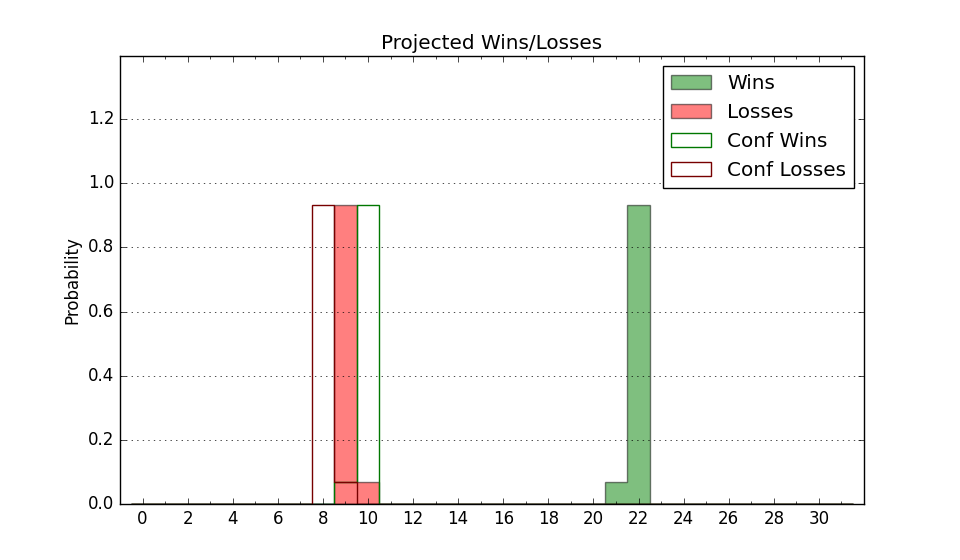 Projected Wins/Losses
Wins
Losses
Conf Wins
Conf Losses
Probability
1.2
1.0
0.8
0.6
0.4
0.2
0.0
0 2 4 6 8 10 12 14 16 18 20 22 24 26 28 30